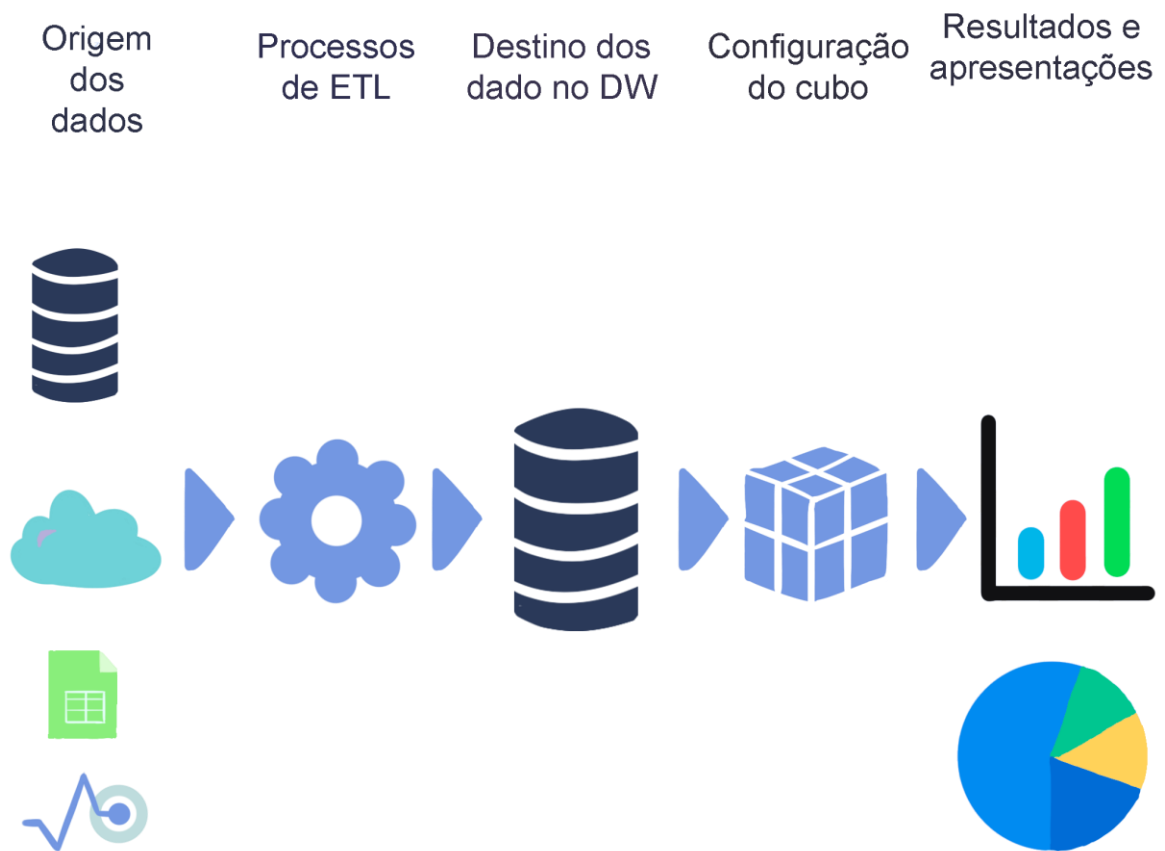 Origem
dos
dados
Processos
de ETL
Destino dos
dado no DW
Configuração
do cubo
Resultados e
apresentações